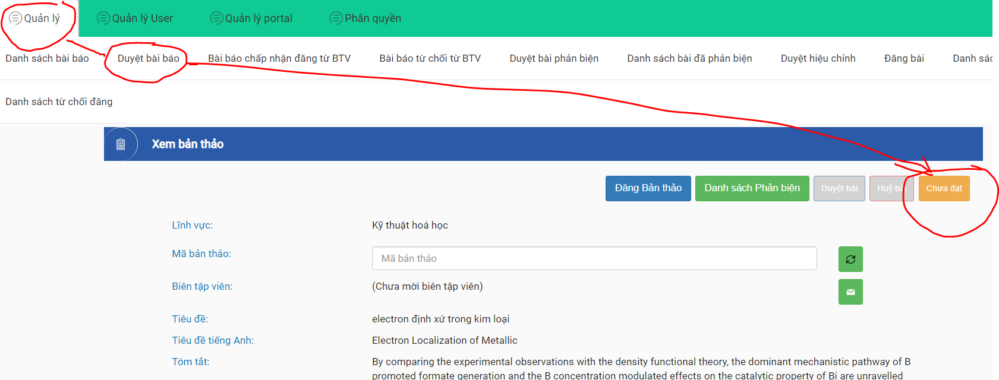 Quản lý Quản lý User Quản lý portal Phân quyền
Danh sách bài báo Duyệt bài báo Bài báo chấp nhận đăng từ BTV Bài báo từ chối từ BTV Duyệt bài phản biện Danh sách bài đã phản biện Duyệt hiệu chỉnh Đăng bài Danh sác
Danh sách từ chối đăng
Xem bản thảo
Đăng Bản thảo Danh sách Phản biện Duyệt bài Huỷ bài Chưa đạt
Lĩnh vực: Kỹ thuật hoá học
Mã bản thảo: Mã bản thảo
Biên tập viên: (Chưa mời biên tập viên)
Tiêu đề: electron định xứ trong kim loại
Tiêu đề tiếng Anh: Electron Localization of Metallic
Tóm tắt: By comparing the experimental observations with the density functional theory, the dominant mechanistic pathway of B
promoted formate generation and the B concentration modulated effects on the catalytic property of Bi are unravelled